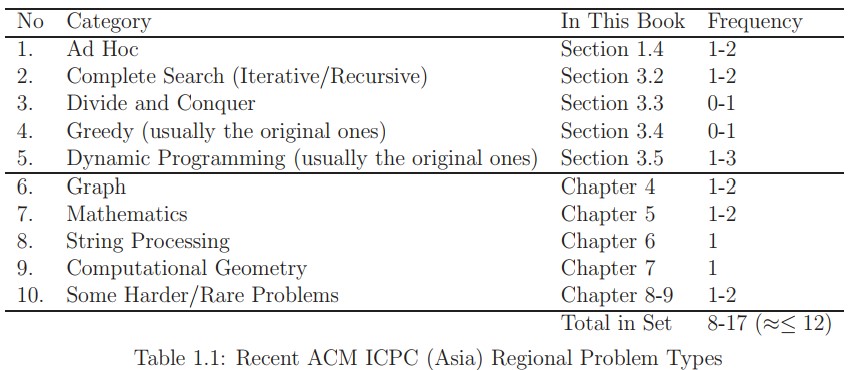 No Category In This Book Frequency
1. Ad Hoc Section 1.4 1-2
2. Complete Search (Iterative/Recursive) Section 3.2 1-2
3. Divide and Conquer Section 3.3 0-1
4. Greedy (usually the original ones) Section 3.4 0-1
5. Dynamic Programming (usually the original ones) Section 3.5 1-3
6. Graph Chapter 4 1-2
7. Mathematics Chapter 5 1-2
8. String Processing Chapter 6 1
9. Computational Geometry Chapter 7 1
10. Some Harder/Rare Problems Chapter 8-9 1-2
Total in Set 8-17 (≈≤ 12)
Table 1.1: Recent ACM ICPC (Asia) Regional Problem Types